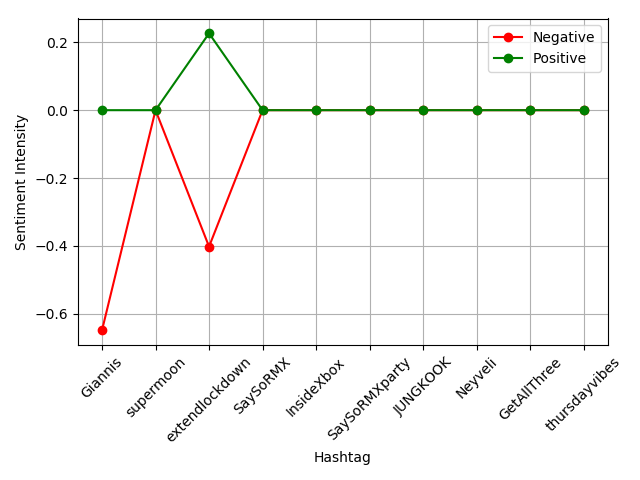 Negative
Positive
0.2
0.0
−0.2
−0.4
−0.6
Sentiment Intensity
Giannis
supermoon
extendlockdown
SaySoRMX
InsideXbox
SaySoRMXparty
JUNGKOOK
Neyveli
GetAllThree
thursdayvibes
Hashtag